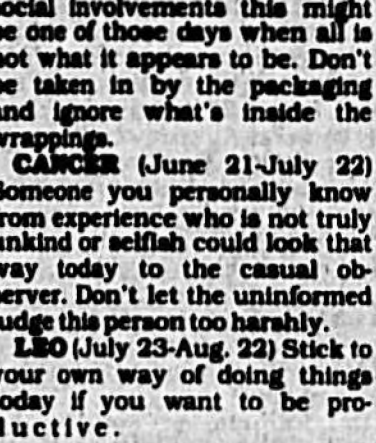 social involvements this might
be one of those days when all is
not what it appears to be. Don't
be taken in by the packaging
and ignore what's inside the
wrappings.
CANCER (June 21-July 22)
Someone you personally know
from experience who is not truly
unkind or selfish could look that
way today to the casual ob-
server. Don't let the uninformed
judge this person too harshly.
LEO (July 23-Aug. 22) Stick to
your own way of doing things
today if you want to be pro-
ductive.